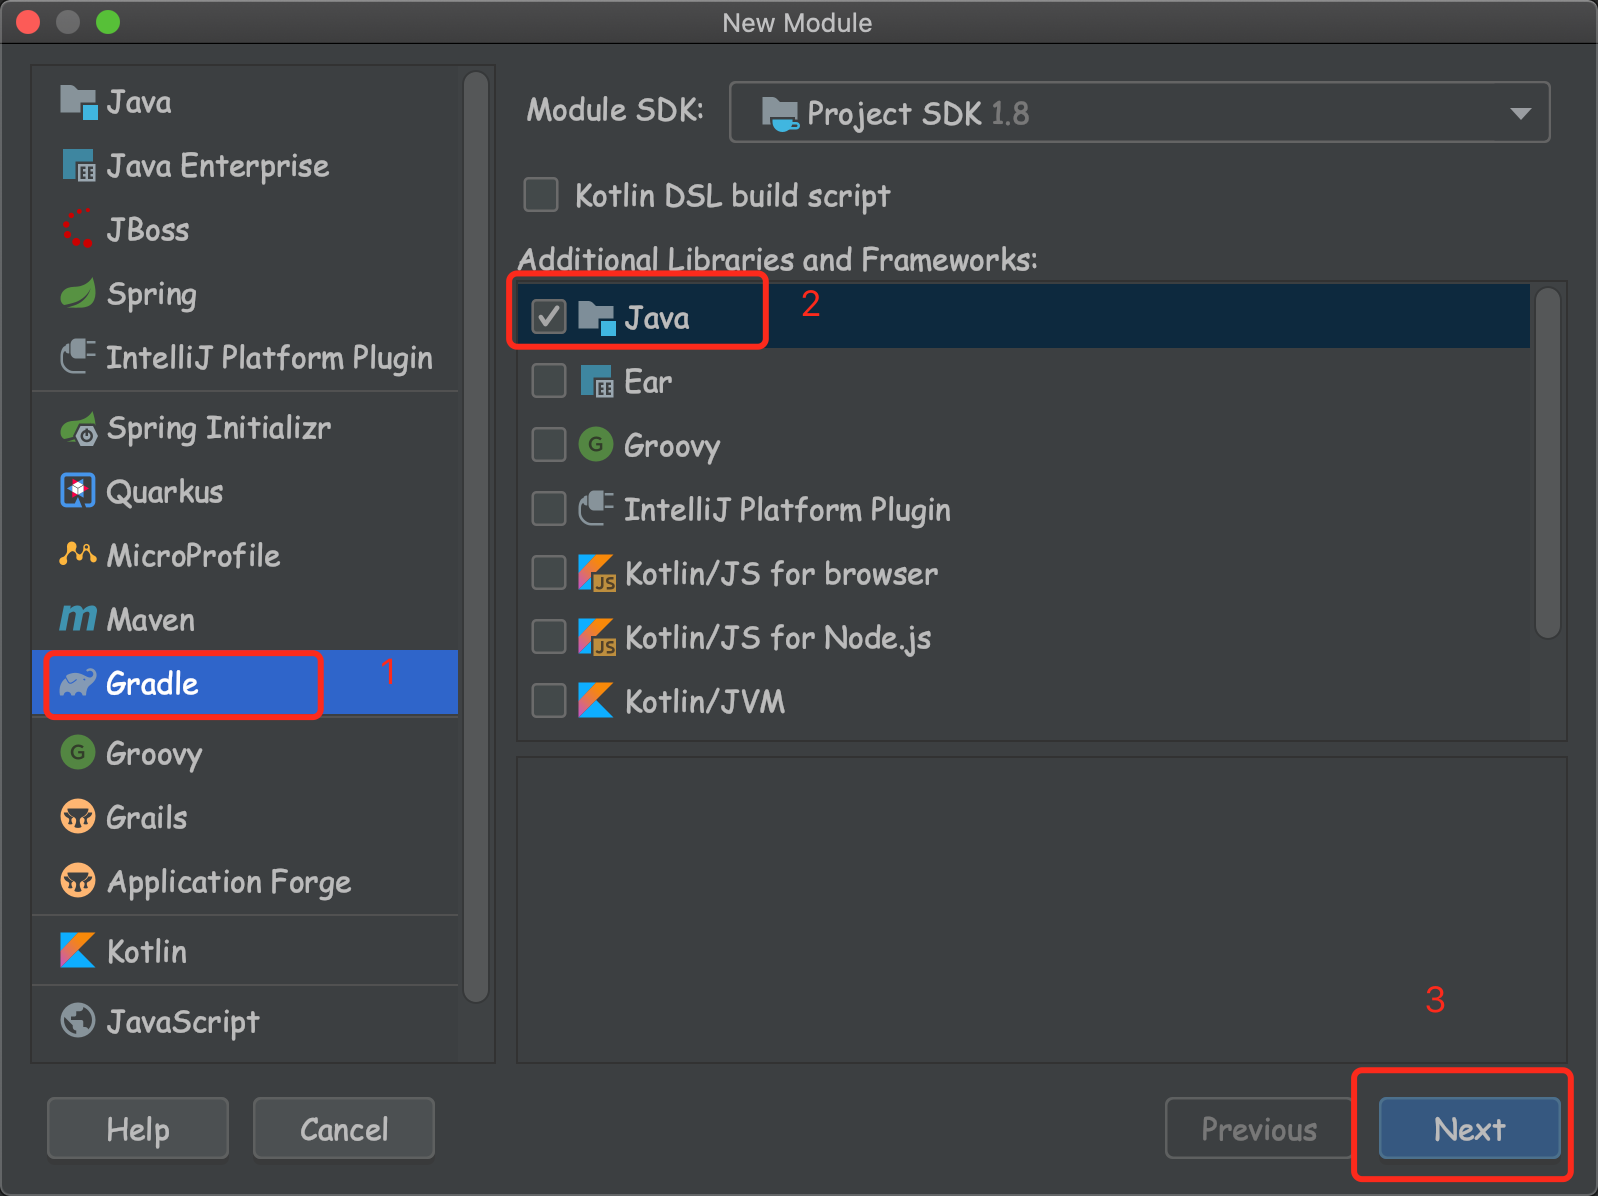 New Module
Java
Java Enterprise
JBoss
Spring
IntelliJ Platform Plugin
Spring Initializr
Quarkus
MicroProfile
Maven
Gradle
1
Groovy
Grails
Application Forge
Kotlin
JavaScript
Module SDK:
Project SDK 1.8
Kotlin DSL build script
Additional Libraries and Frameworks:
Java
2
Ear
Groovy
IntelliJ Platform Plugin
Kotlin/JS for browser
Kotlin/JS for Node.js
Kotlin/JVM
3
Help
Cancel
Previous
Next